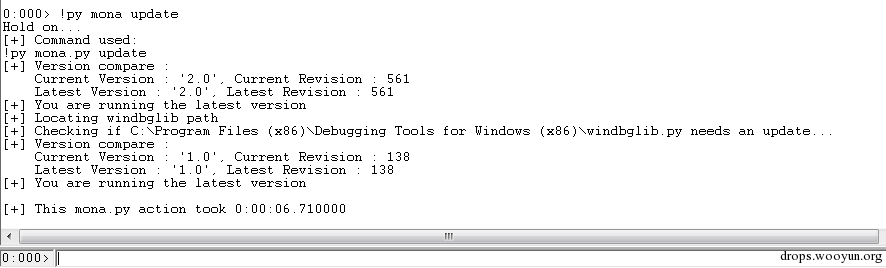 0:000> !py mona update
Hold on...
[+] Command used:
!py mona.py update
[+] Version compare :
    Current Version : '2.0', Current Revision : 561
    Latest Version : '2.0', Latest Revision : 561
[+] You are running the latest version
[+] Locating windbglib path
[+] Checking if C:\Program Files (x86)\Debugging Tools for Windows (x86)\windbglib.py needs an update...
[+] Version compare :
    Current Version : '1.0', Current Revision : 138
    Latest Version : '1.0', Latest Revision : 138
[+] You are running the latest version
[+] This mona.py action took 0:00:06.710000
0:000>
drops.wooyun.org